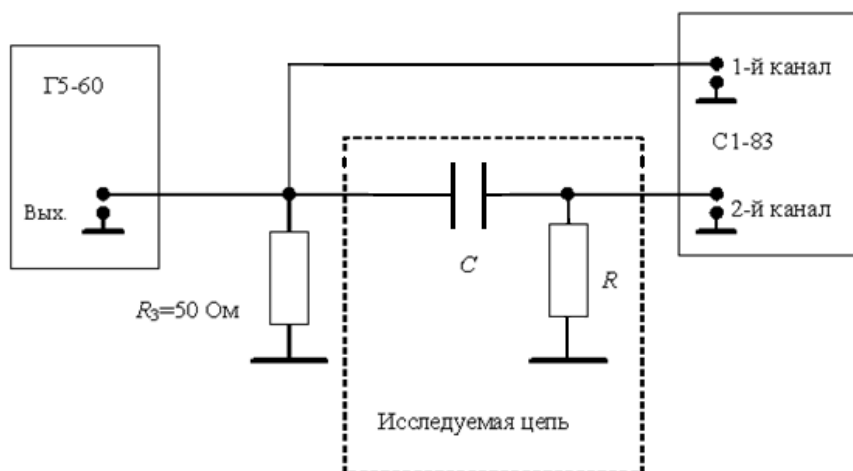 Г5-60
Вых.
R3=50 Ом
C
R
Исследуемая цепь
1-й канал
С1-83
2-й канал